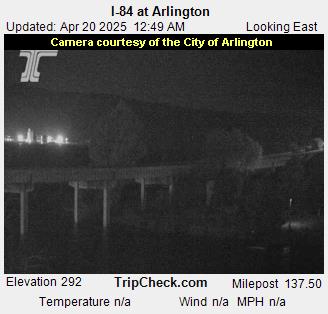 I-84 at Arlington
Updated: Apr 20 2025 12:49 AM Looking East
Camera courtesy of the City of Arlington
Elevation 292 TripCheck.com Milepost 137.50
Temperature n/a Wind n/a MPH n/a